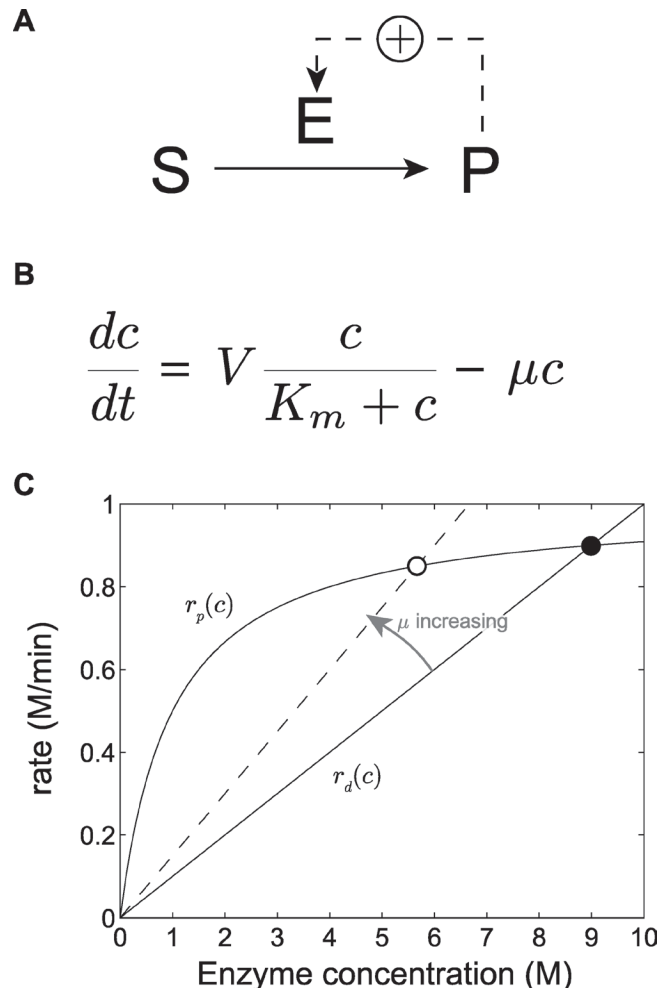 A
+
E
S P
B
dc/dt = V c/(K_m + c) − μc
C
1
0.8
0.6
0.4
0.2
0
rate (M/min)
r_p(c)
μ increasing
r_d(c)
0 1 2 3 4 5 6 7 8 9 10
Enzyme concentration (M)